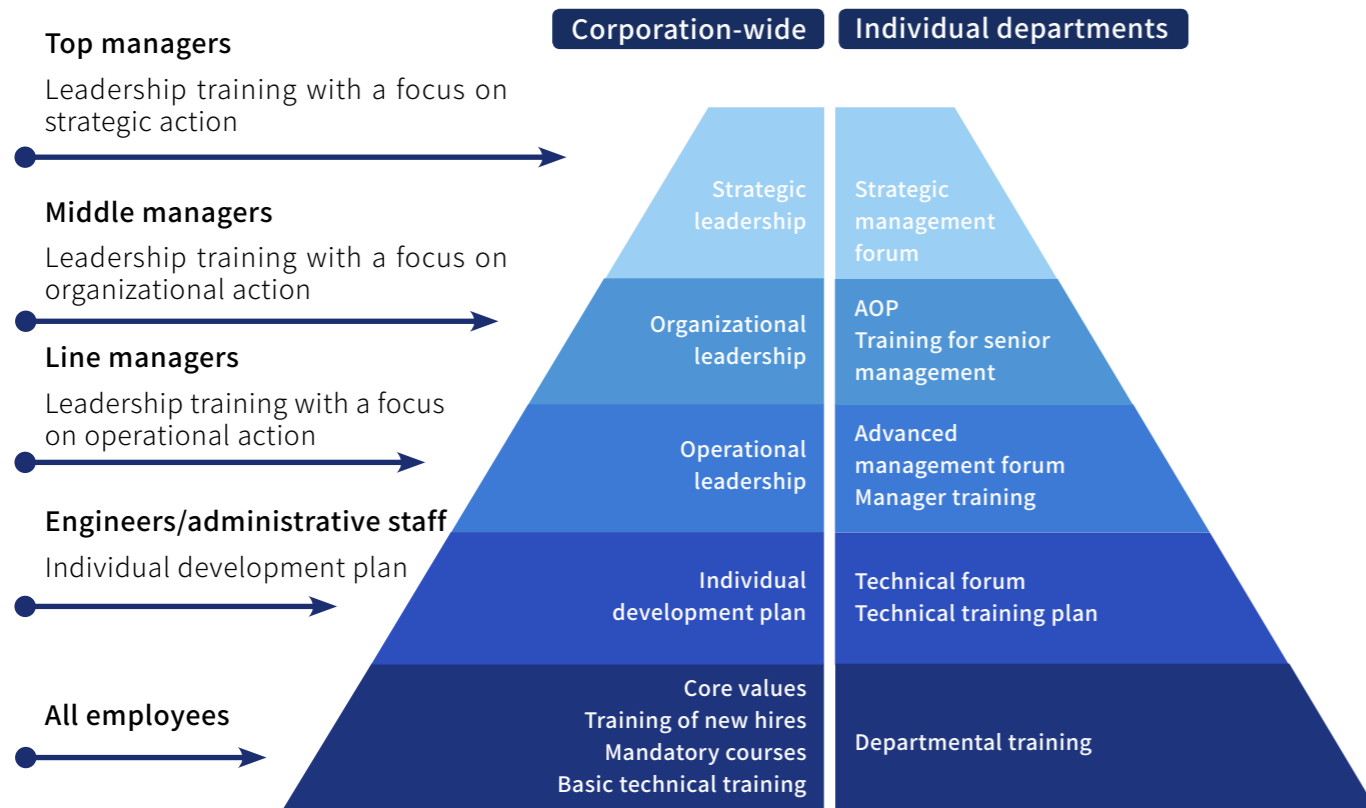 Corporation-wide
Individual departments
Top managers
Leadership training with a focus on
strategic action
Strategic
leadership
Strategic
management
forum
Middle managers
Leadership training with a focus on
organizational action
Organizational
leadership
AOP
Training for senior
management
Line managers
Leadership training with a focus
on operational action
Operational
leadership
Advanced
management forum
Manager training
Engineers/administrative staff
Individual development plan
Individual
development plan
Technical forum
Technical training plan
All employees
Core values
Training of new hires
Mandatory courses
Basic technical training
Departmental training